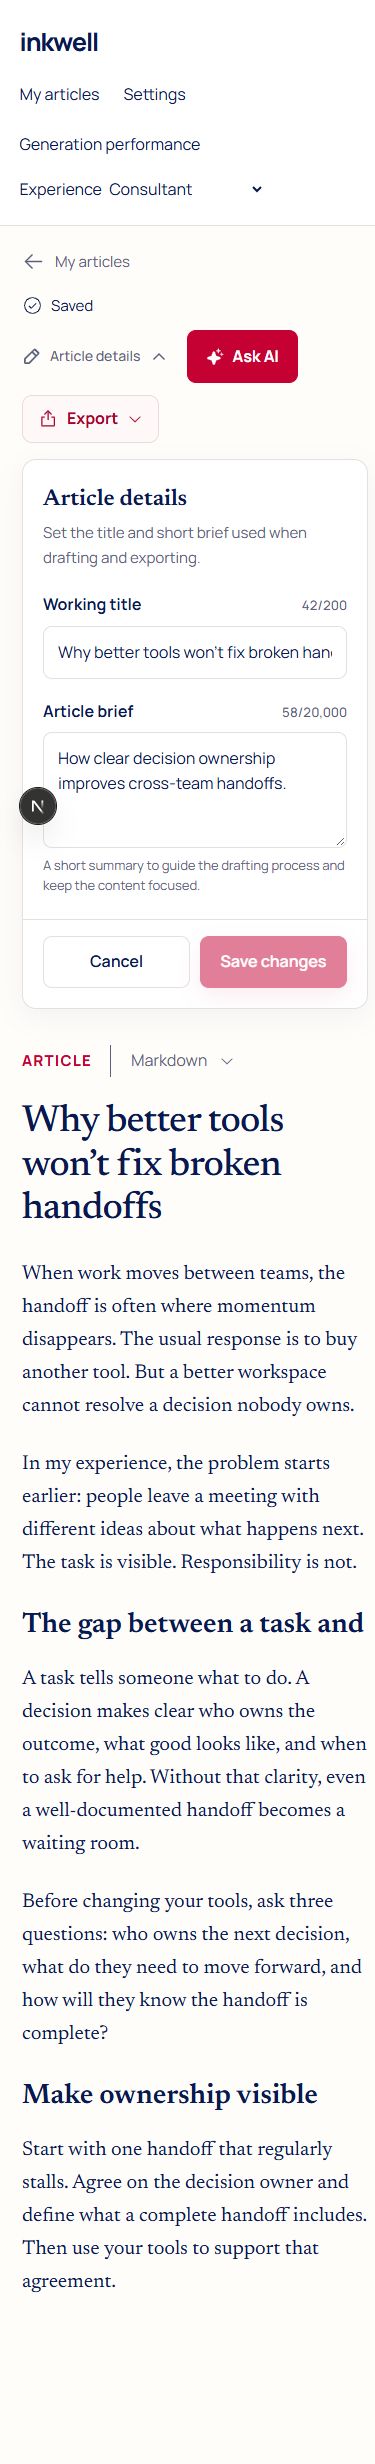 inkwell
My articles Settings
Generation performance
Experience Consultant
My articles
Saved
Article details
Ask AI
Export
Article details
Set the title and short brief used when
drafting and exporting.
Working title 42/200
Why better tools won't fix broken han
Article brief 58/20,000
How clear decision ownership
improves cross-team handoffs.
N
A short summary to guide the drafting process and
keep the content focused.
Cancel Save changes
ARTICLE Markdown
Why better tools
won’t fix broken
handoffs
When work moves between teams, the
handoff is often where momentum
disappears. The usual response is to buy
another tool. But a better workspace
cannot resolve a decision nobody owns.
In my experience, the problem starts
earlier: people leave a meeting with
different ideas about what happens next.
The task is visible. Responsibility is not.
The gap between a task and
A task tells someone what to do. A
decision makes clear who owns the
outcome, what good looks like, and when
to ask for help. Without that clarity, even
a well-documented handoff becomes a
waiting room.
Before changing your tools, ask three
questions: who owns the next decision,
what do they need to move forward, and
how will they know the handoff is
complete?
Make ownership visible
Start with one handoff that regularly
stalls. Agree on the decision owner and
define what a complete handoff includes.
Then use your tools to support that
agreement.